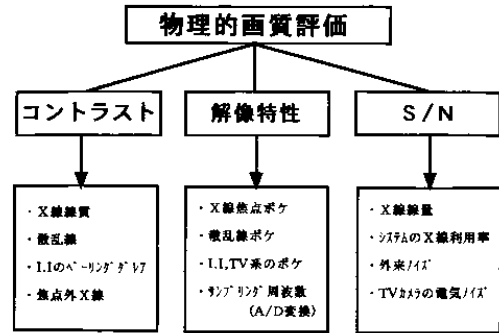 物理的画質評価
コントラスト
解像特性
S/N
・X線線質
・散乱線
・I.Iのベーリンググレア
・焦点外X線
・X線焦点ボケ
・散乱線ボケ
・I.I,TV系のボケ
・サンプリング周波数
(A/D変換)
・X線線量
・システムのX線利用率
・外来ノイズ
・TVカメラの電気ノイズ